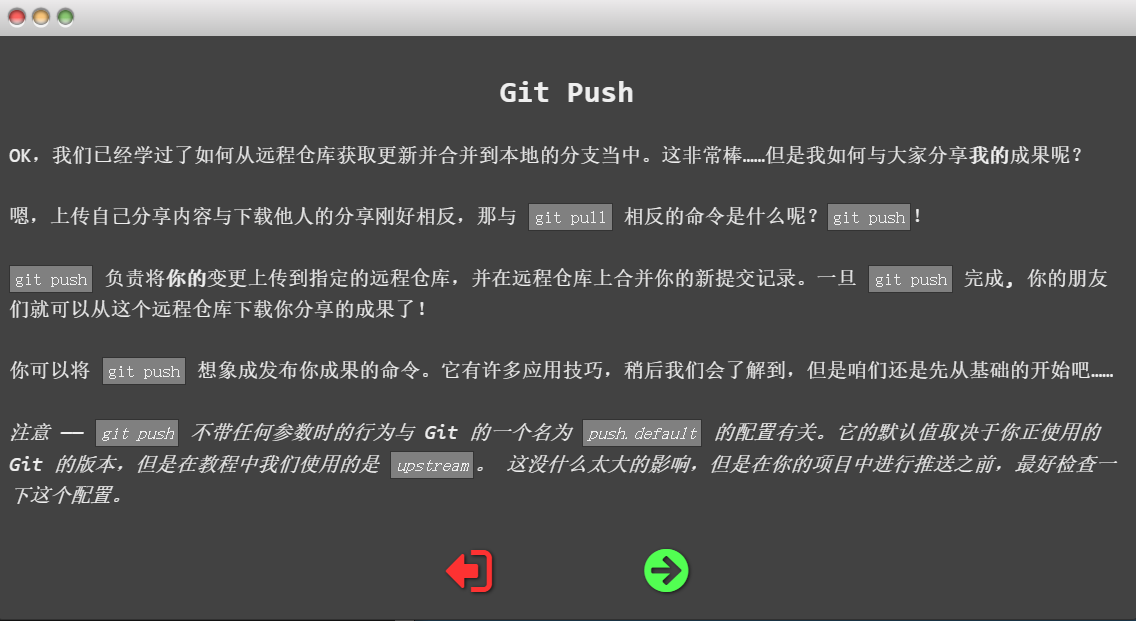 Git Push
OK，我们已经学过了如何从远程仓库获取更新并合并到本地的分支当中。这非常棒……但是我如何与大家分享我的成果呢？
嗯，上传自己分享内容与下载他人的分享刚好相反，那与 git pull 相反的命令是什么呢？git push！
git push 负责将你的变更上传到指定的远程仓库，并在远程仓库上合并你的新提交记录。一旦 git push 完成, 你的朋友
们就可以从这个远程仓库下载你分享的成果了！
你可以将 git push 想象成发布你成果的命令。它有许多应用技巧，稍后我们会了解到，但是咱们还是先从基础的开始吧……
注意 —— git push 不带任何参数时的行为与 Git 的一个名为 push.default 的配置有关。它的默认值取决于你正使用的
Git 的版本，但是在教程中我们使用的是 upstream。 这没什么太大的影响，但是在你的项目中进行推送之前，最好检查一
下这个配置。